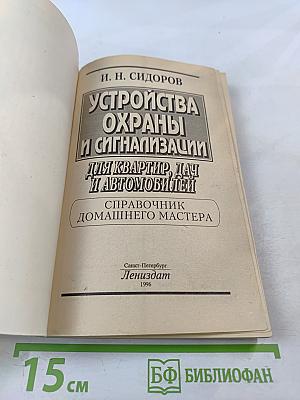 И. Н. СИДОРОВ
УСТРОЙСТВА
ОХРАНЫ
И СИГНАЛИЗАЦИИ
ДЛЯ КВАРТИР, ДАЧ
И АВТОМОБИЛЕЙ
СПРАВОЧНИК
ДОМАШНЕГО МАСТЕРА
Санкт-Петербург
Лениздат
1996
15 см
БФ БИБЛИОФАН